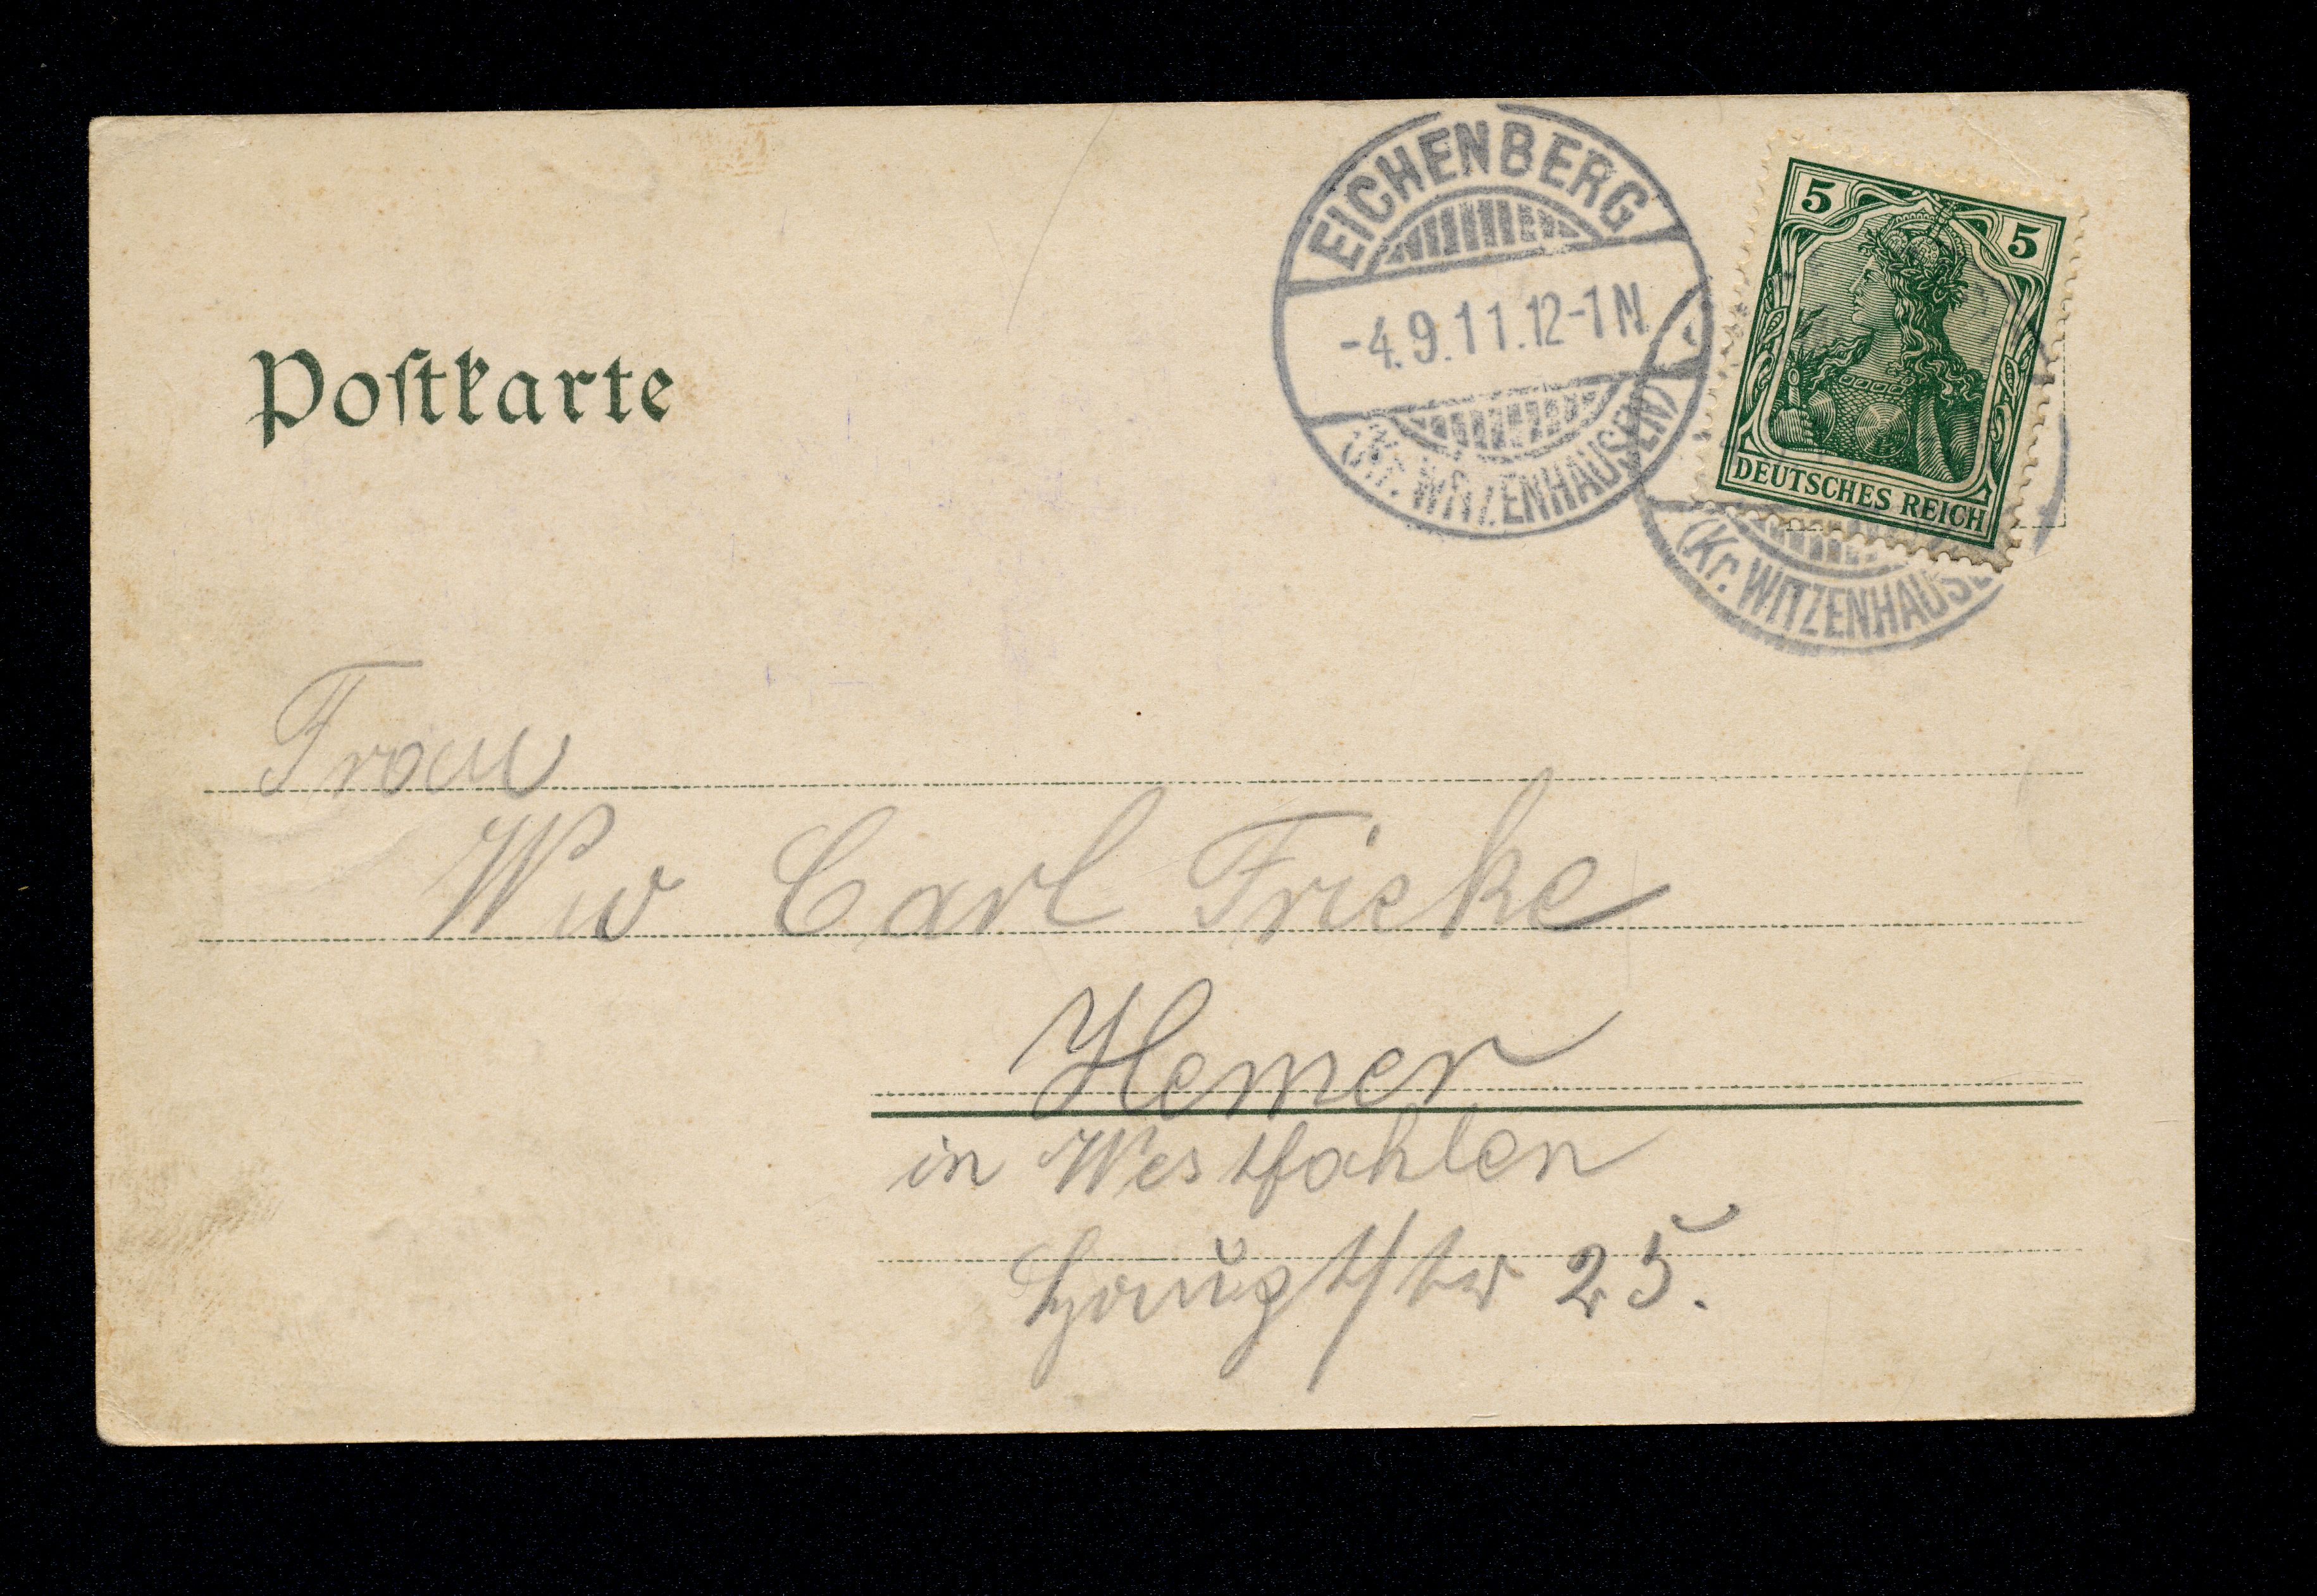 Postkarte
EICHENBERG
-4.9.11.12-1N.
(Kr. WITZENHAUSEN)
5 5
DEUTSCHES REICH
(Kr. WITZENHAUSE
Frau
Ww Carl Fricke
Hemer
in Westfahlen
Hauptstr 25.